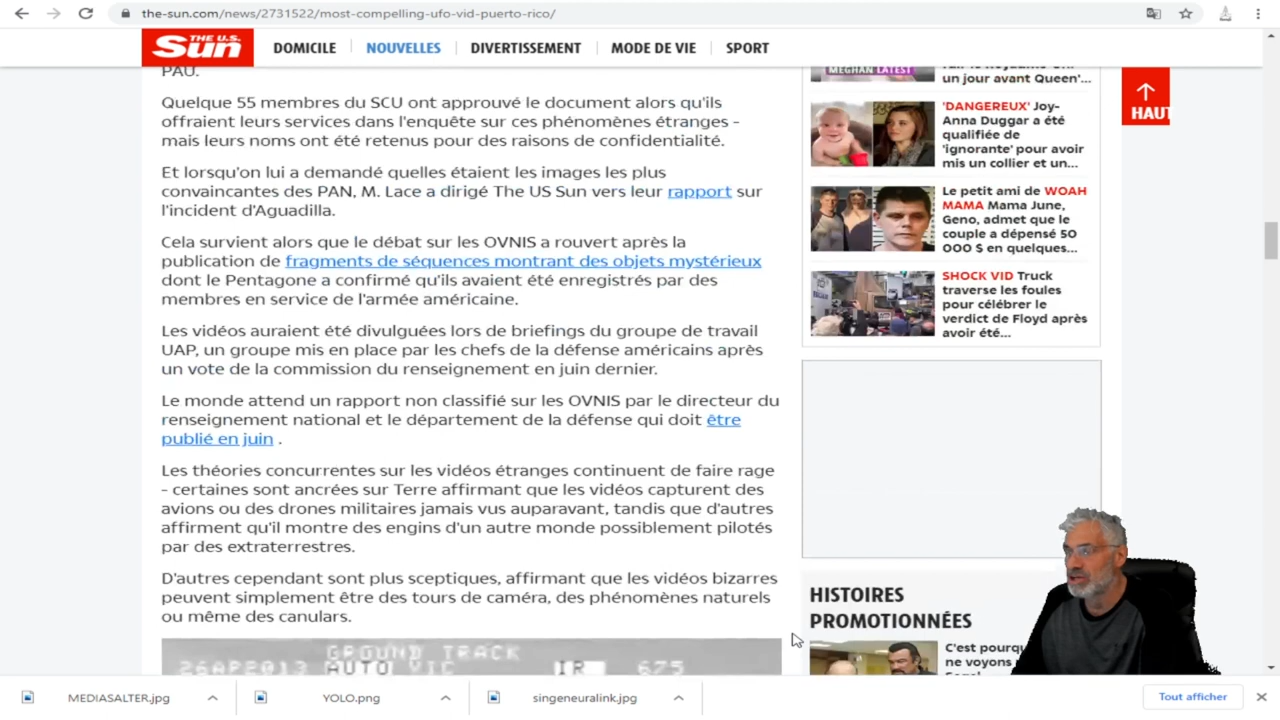 the-sun.com/news/2731522/most-compelling-ufo-vid-puerto-rico/
THE U.S. Sun
DOMICILE
NOUVELLES
DIVERTISSEMENT
MODE DE VIE
SPORT
PAU.
Quelque 55 membres du SCU ont approuvé le document alors qu'ils
offraient leurs services dans l'enquête sur ces phénomènes étranges -
mais leurs noms ont été retenus pour des raisons de confidentialité.
Et lorsqu'on lui a demandé quelles étaient les images les plus
convaincantes des PAN, M. Lace a dirigé The US Sun vers leur rapport sur
l'incident d'Aguadilla.
Cela survient alors que le débat sur les OVNIS a rouvert après la
publication de fragments de séquences montrant des objets mystérieux
dont le Pentagone a confirmé qu'ils avaient été enregistrés par des
membres en service de l'armée américaine.
Les vidéos auraient été divulguées lors de briefings du groupe de travail
UAP, un groupe mis en place par les chefs de la défense américains après
un vote de la commission du renseignement en juin dernier.
Le monde attend un rapport non classifié sur les OVNIS par le directeur du
renseignement national et le département de la défense qui doit être
publié en juin .
Les théories concurrentes sur les vidéos étranges continuent de faire rage
- certaines sont ancrées sur Terre affirmant que les vidéos capturent des
avions ou des drones militaires jamais vus auparavant, tandis que d'autres
affirment qu'il montre des engins d'un autre monde possiblement pilotés
par des extraterrestres.
D'autres cependant sont plus sceptiques, affirmant que les vidéos bizarres
peuvent simplement être des tours de caméra, des phénomènes naturels
ou même des canulars.
GROUND TRACK
26AP2013 AUTO VIC IR 675
MEGHAN LATEST
un jour avant Queen'...
'DANGEREUX' Joy-
Anna Duggar a été
qualifiée de
'ignorante' pour avoir
mis un collier et un...
Le petit ami de WOAH
MAMA Mama June,
Geno, admet que le
couple a dépensé 50
000 $ en quelques...
SHOCK VID Truck
traverse les foules
pour célébrer le
verdict de Floyd après
avoir été...
HAUT
HISTOIRES
PROMOTIONNÉES
C'est pourqu
ne voyons
MEDIASALTER.jpg
YOLO.png
singeneuralink.jpg
Tout afficher